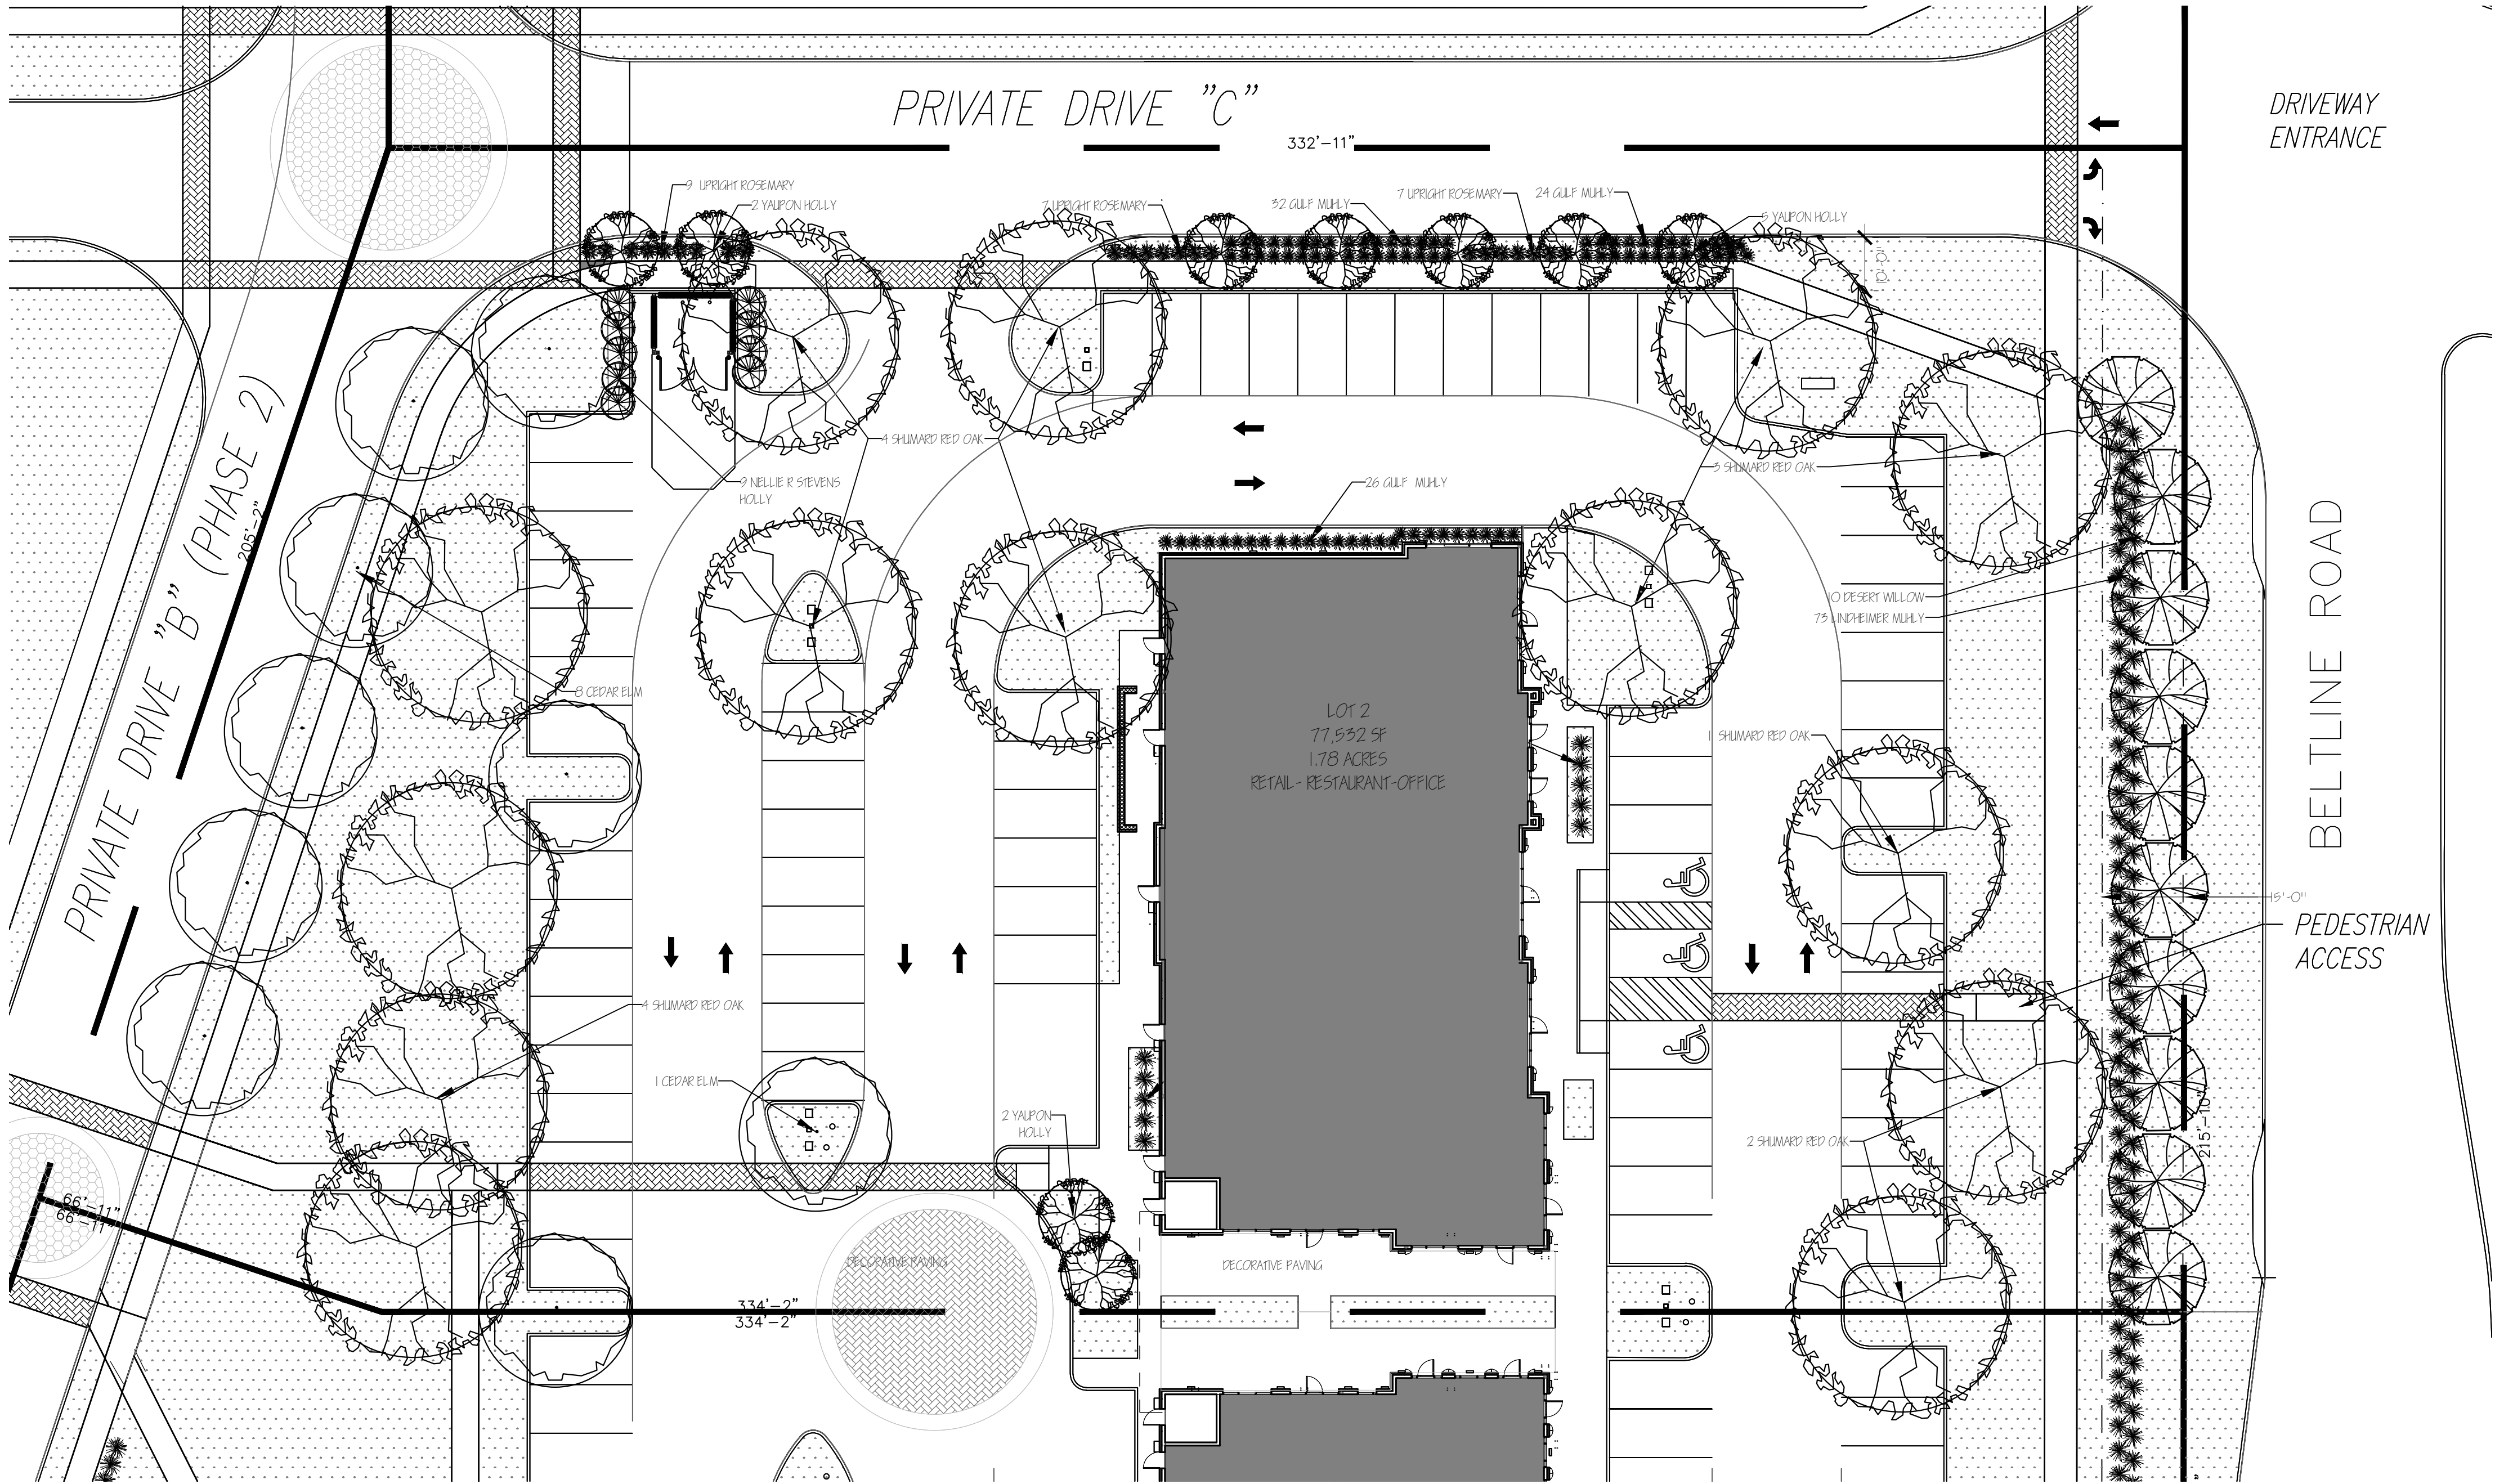 PRIVATE DRIVE "C"
332'-11"
DRIVEWAY
ENTRANCE
9 UPRIGHT ROSEMARY
2 YAUPON HOLLY
7 UPRIGHT ROSEMARY
32 GULF MUHLY
7 UPRIGHT ROSEMARY
24 GULF MUHLY
5 YAUPON HOLLY
10'-0"
PRIVATE DRIVE "B" (PHASE 2)
205'-2"
4 SHUMARD RED OAK
3 SHUMARD RED OAK
9 NELLIE R STEVENS
HOLLY
26 GULF MUHLY
10 DESERT WILLOW
73 LINDHEIMER MUHLY
BELTLINE ROAD
8 CEDAR ELM
LOT 2
77,532 SF
1.78 ACRES
RETAIL - RESTAURANT-OFFICE
1 SHUMARD RED OAK
15'-0"
PEDESTRIAN
ACCESS
4 SHUMARD RED OAK
1 CEDAR ELM
2 YAUPON
HOLLY
2 SHUMARD RED OAK
215'-10"
66'-11"
66'-11"
DECORATIVE PAVING
DECORATIVE PAVING
334'-2"
334'-2"